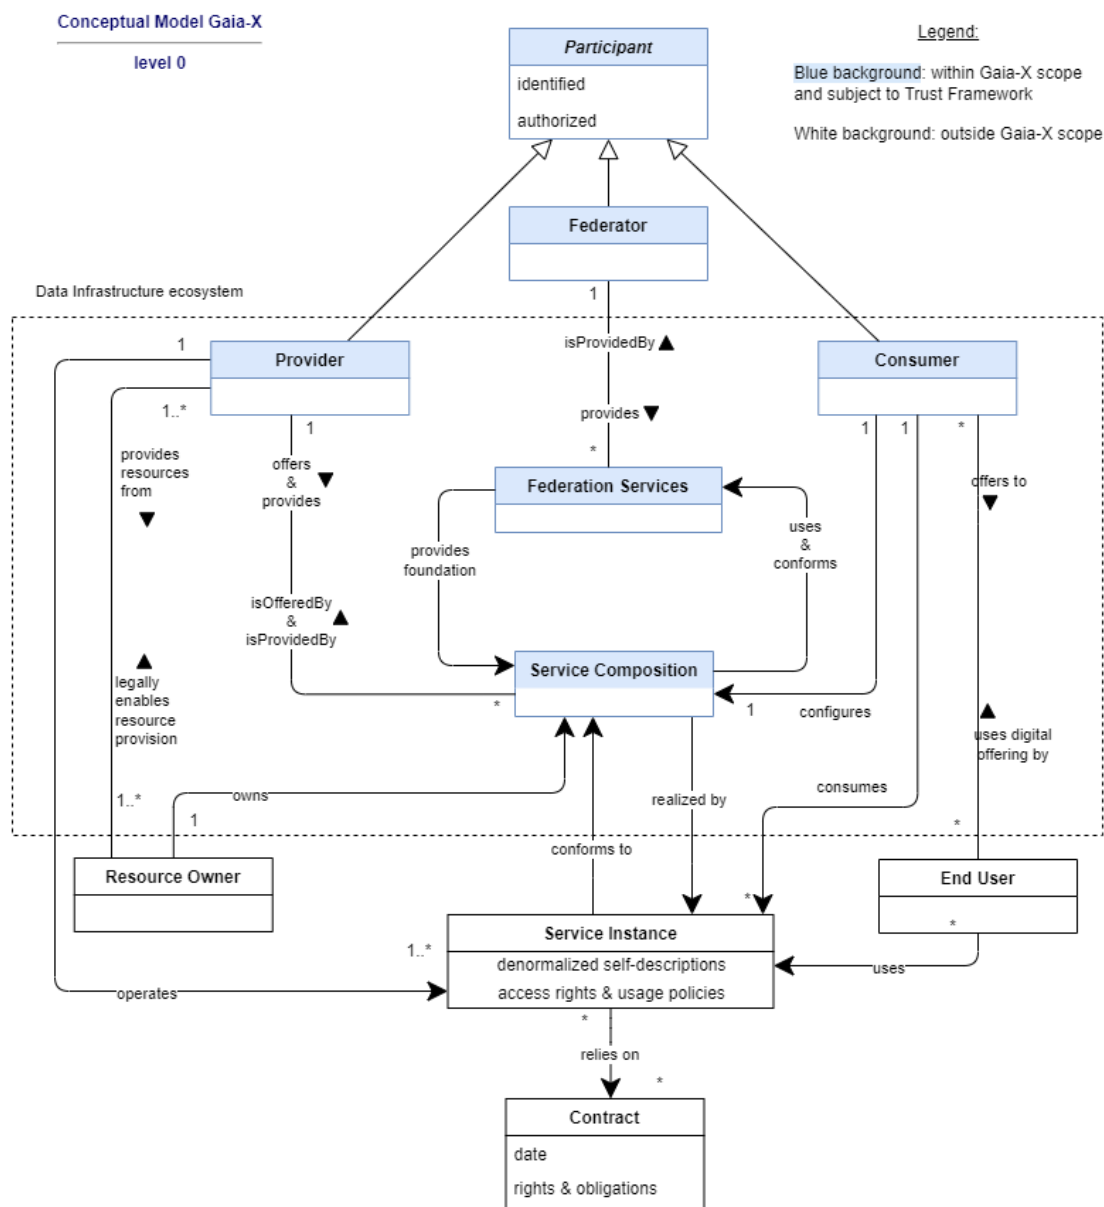 Conceptual Model Gaia-X
level 0
Legend:
Blue background: within Gaia-X scope
and subject to Trust Framework
White background: outside Gaia-X scope
Participant
identified
authorized
Federator
1
Data Infrastructure ecosystem
isProvidedBy ▲
provides ▼
*
1
Provider
1..*
1
Consumer
1
1
*
provides
resources
from
▼
offers
&
provides
▼
Federation Services
offers to
▼
provides
foundation
uses
&
conforms
isOfferedBy
&
isProvidedBy
▲
▲
legally
enables
resource
provision
Service Composition
*
1
configures
▲
uses digital
offering by
1..*
owns
1
realized by
consumes
*
conforms to
Resource Owner
End User
*
*
1..*
Service Instance
denormalized self-descriptions
access rights & usage policies
operates
uses
*
relies on
*
Contract
date
rights & obligations